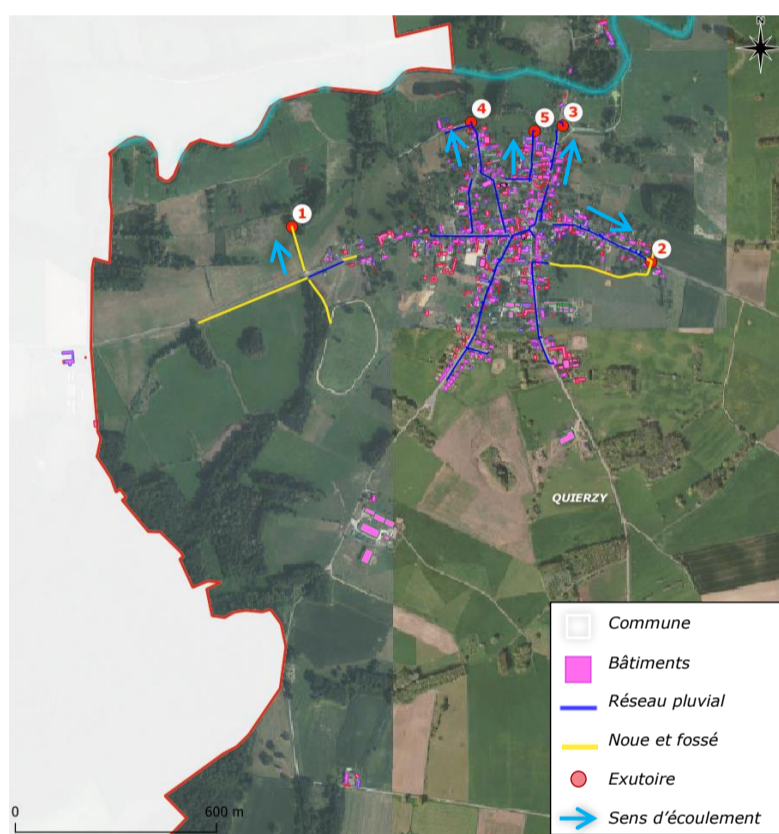 N
4
5
3
1
2
QUIERZY
Commune
Bâtiments
Réseau pluvial
Noue et fossé
Exutoire
Sens d'écoulement
0 600 m